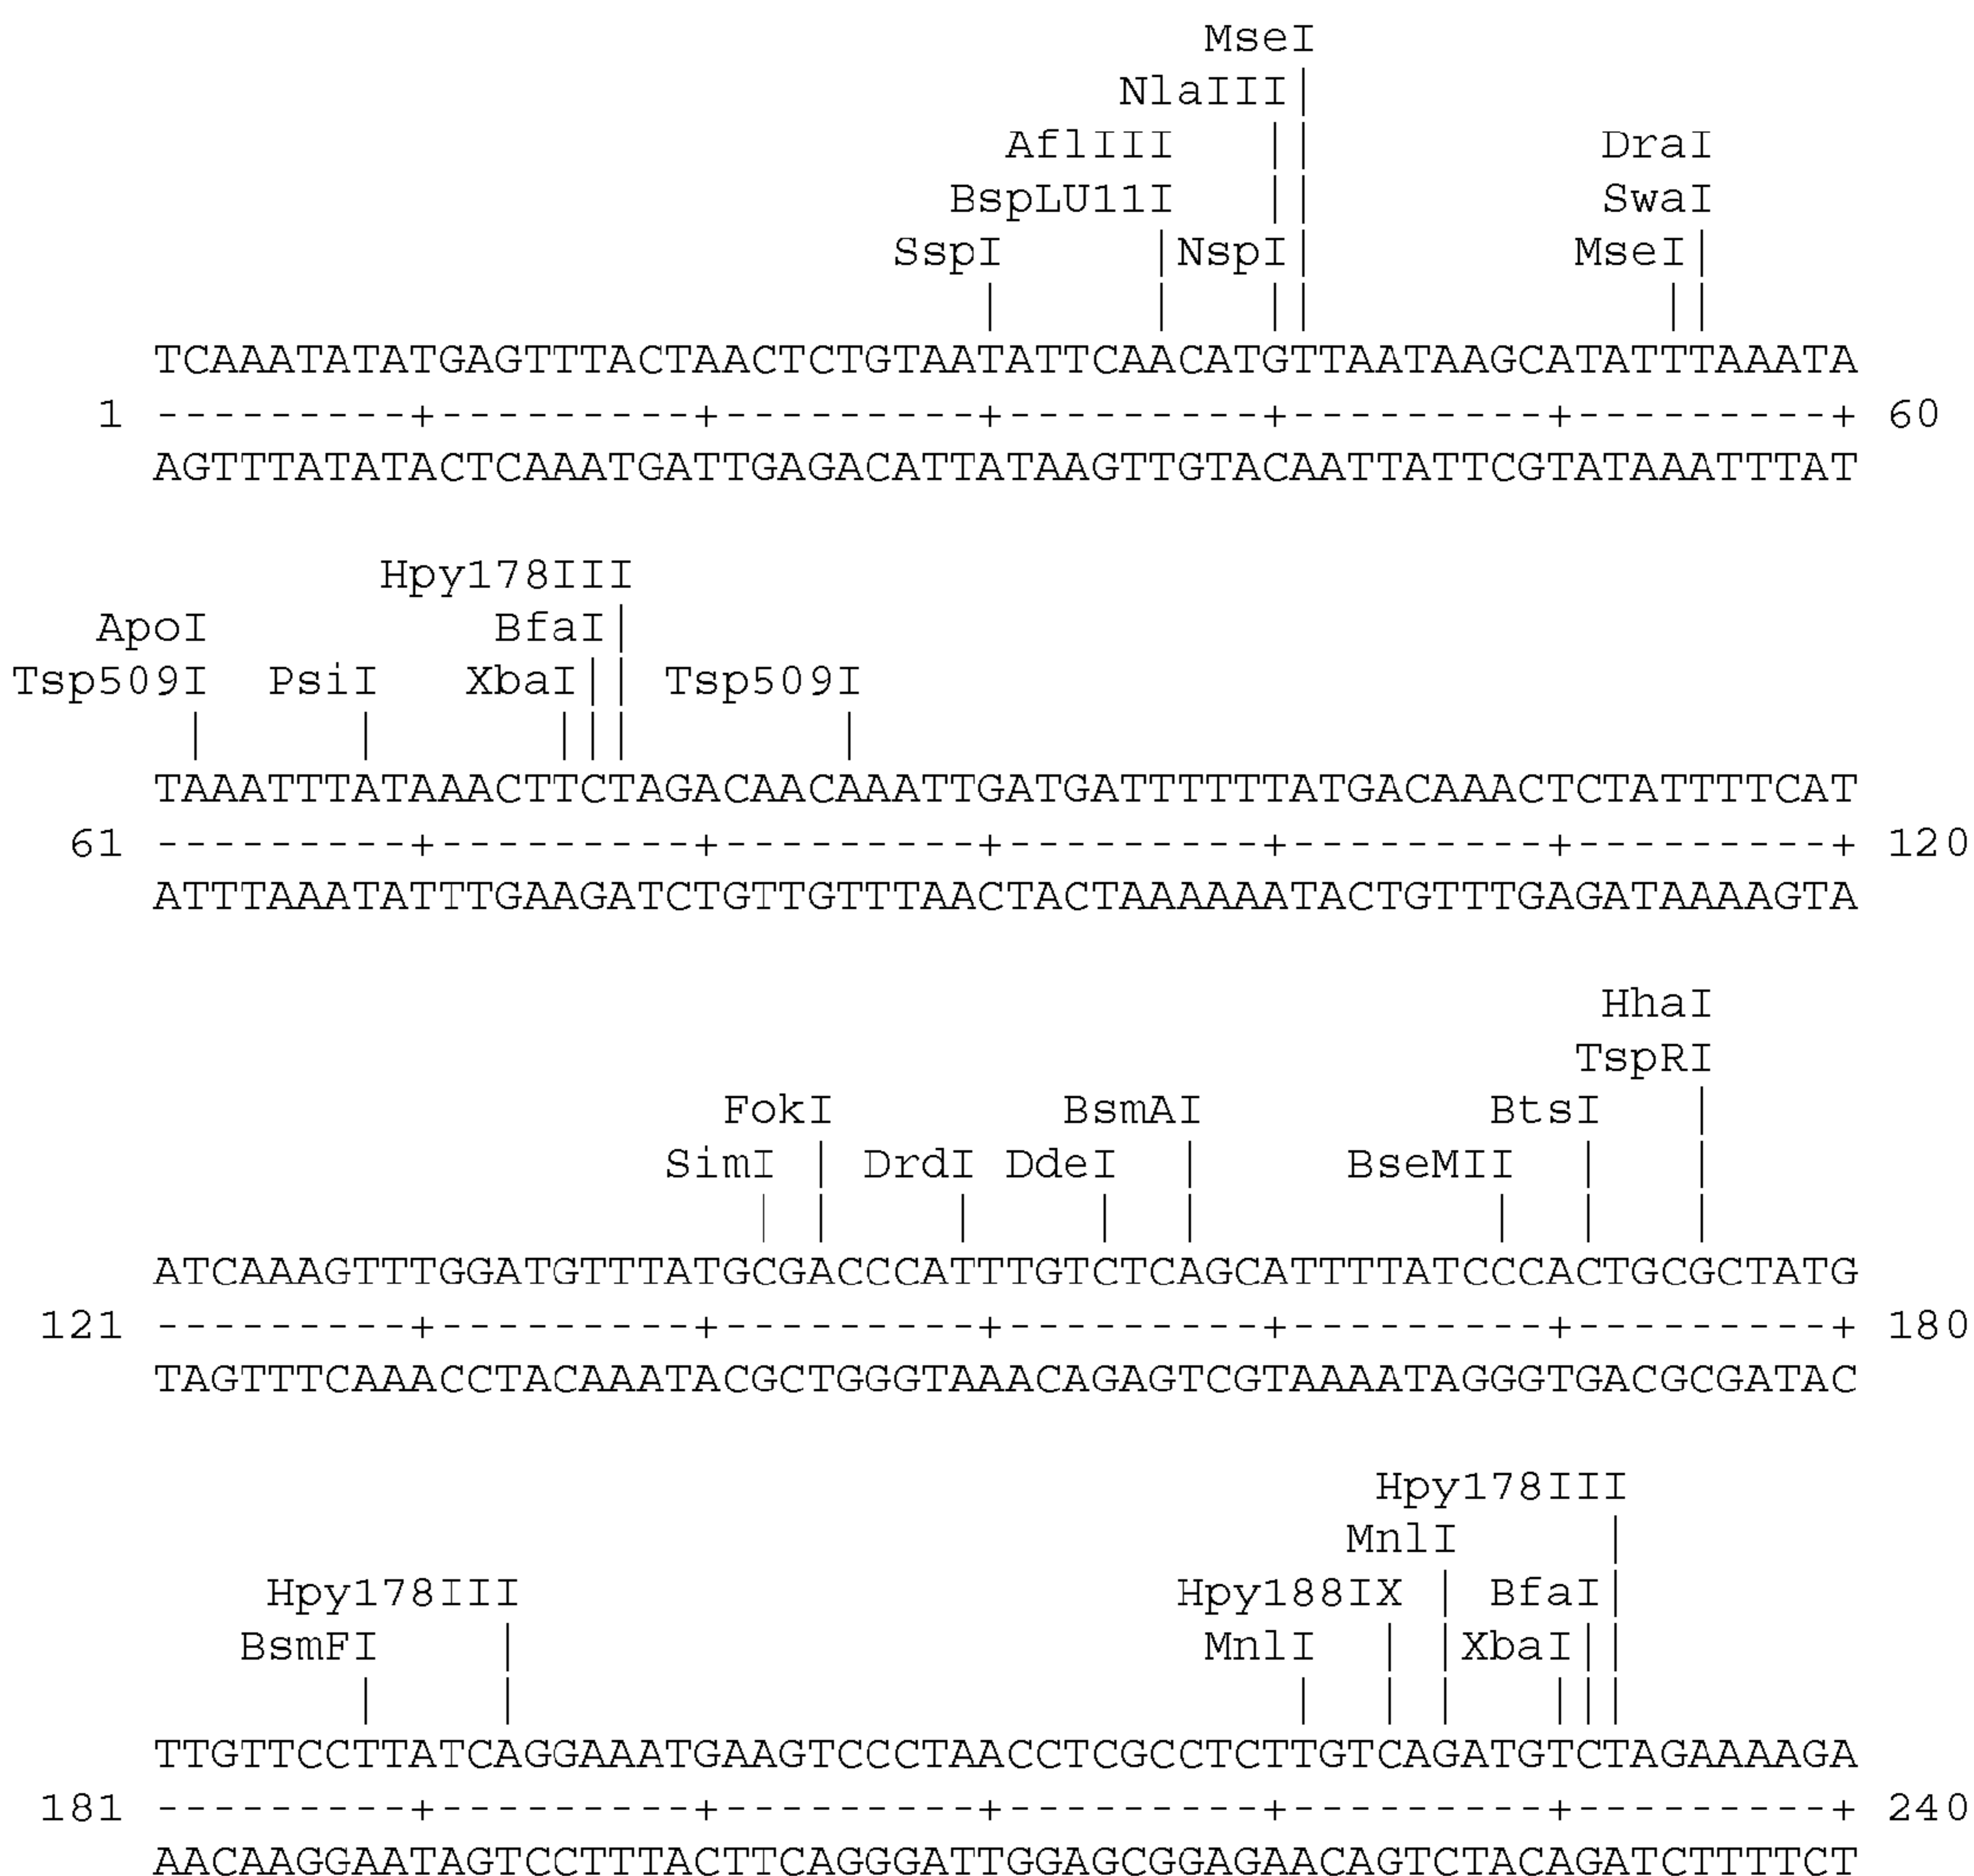 MseI
NlaIII
AflIII DraI
BspLU11I SwaI
SspI NspI MseI
TCAAATATATGAGTTTACTAACTCTGTAATATTCAACATGTTAATAAGCATATTTAAATA
1 ---------+---------+---------+---------+---------+---------+ 60
AGTTTATATACTCAAATGATTGAGACATTATAAGTTGTACAATTATTCGTATAAATTTAT
Hpy178III
ApoI BfaI
Tsp509I PsiI XbaI Tsp509I
TAAATTTATAAACTTCTAGACAACAAATTGATGATTTTTTATGACAAACTCTATTTTCAT
61 ---------+---------+---------+---------+---------+---------+ 120
ATTTAAATATTTGAAGATCTGTTGTTTAACTACTAAAAAATACTGTTTGAGATAAAAGTA
HhaI
TspRI
FokI BsmAI BtsI
SimI DrdI DdeI BseMII
ATCAAAGTTTGGATGTTTATGCGACCCATTTGTCTCAGCATTTTATCCCACTGCGCTATG
121 ---------+---------+---------+---------+---------+---------+ 180
TAGTTTCAAACCTACAAATACGCTGGGTAAACAGAGTCGTAAAATAGGGTGACGCGATAC
Hpy178III
MnlI
Hpy178III Hpy188IX BfaI
BsmFI MnlI XbaI
TTGTTCCTTATCAGGAAATGAAGTCCCTAACCTCGCCTCTTGTCAGATGTCTAGAAAAGA
181 ---------+---------+---------+---------+---------+---------+ 240
AACAAGGAATAGTCCTTTACTTCAGGGATTGGAGCGGAGAACAGTCTACAGATCTTTTCT